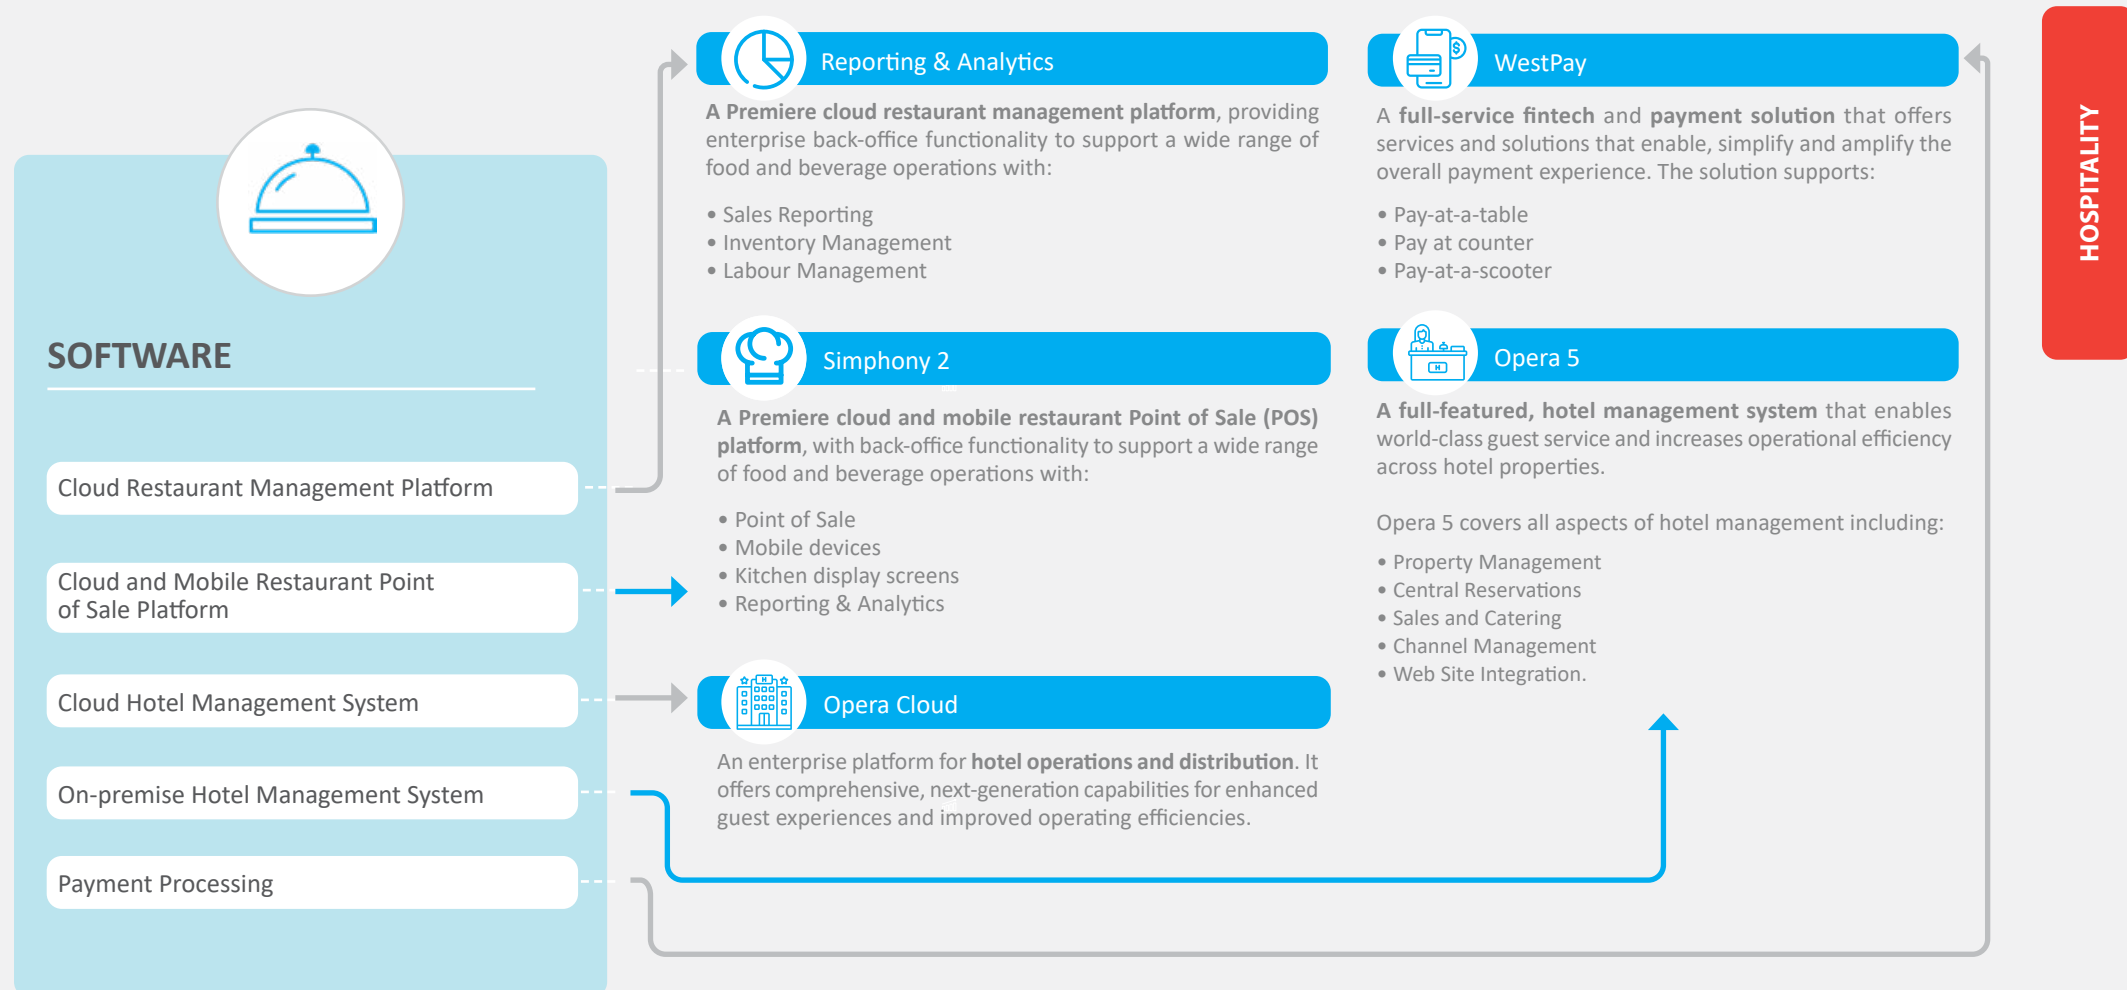 SOFTWARE
Cloud Restaurant Management Platform
Cloud and Mobile Restaurant Point
of Sale Platform
Cloud Hotel Management System
On-premise Hotel Management System
Payment Processing
Reporting & Analytics
A Premiere cloud restaurant management platform, providing
enterprise back-office functionality to support a wide range of
food and beverage operations with:
• Sales Reporting
• Inventory Management
• Labour Management
Simphony 2
A Premiere cloud and mobile restaurant Point of Sale (POS)
platform, with back-office functionality to support a wide range
of food and beverage operations with:
• Point of Sale
• Mobile devices
• Kitchen display screens
• Reporting & Analytics
Opera Cloud
An enterprise platform for hotel operations and distribution. It
offers comprehensive, next-generation capabilities for enhanced
guest experiences and improved operating efficiencies.
WestPay
A full-service fintech and payment solution that offers
services and solutions that enable, simplify and amplify the
overall payment experience. The solution supports:
• Pay-at-a-table
• Pay at counter
• Pay-at-a-scooter
Opera 5
A full-featured, hotel management system that enables
world-class guest service and increases operational efficiency
across hotel properties.
Opera 5 covers all aspects of hotel management including:
• Property Management
• Central Reservations
• Sales and Catering
• Channel Management
• Web Site Integration.
HOSPITALITY